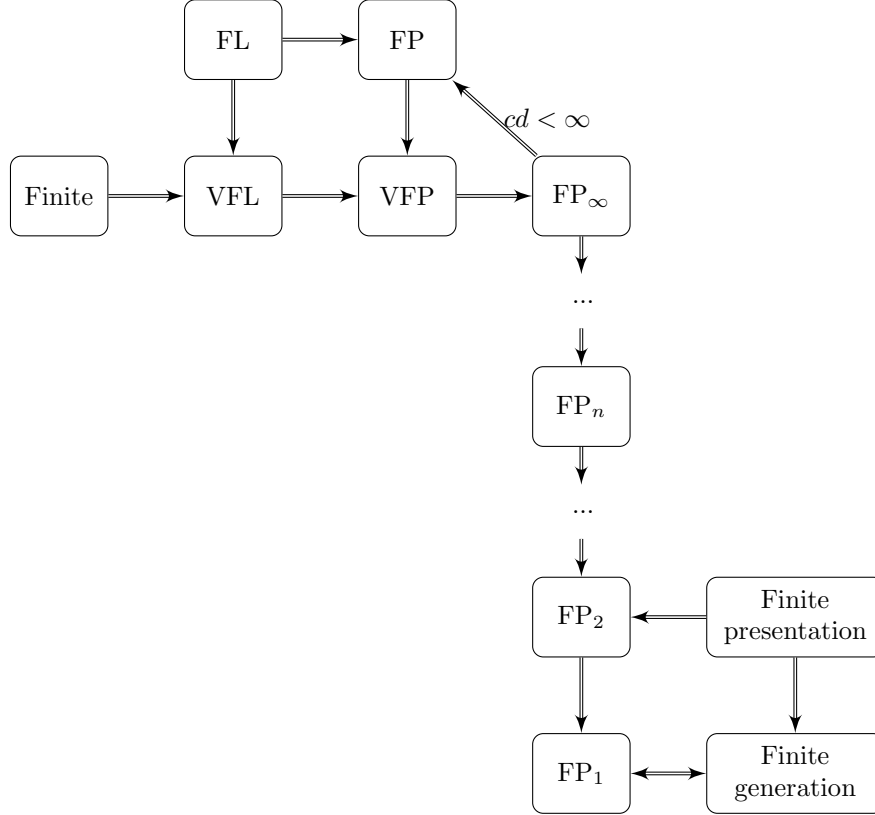 FL
FP
cd < ∞
Finite
VFL
VFP
FP∞
...
FPn
...
FP2
Finite
presentation
FP1
Finite
generation